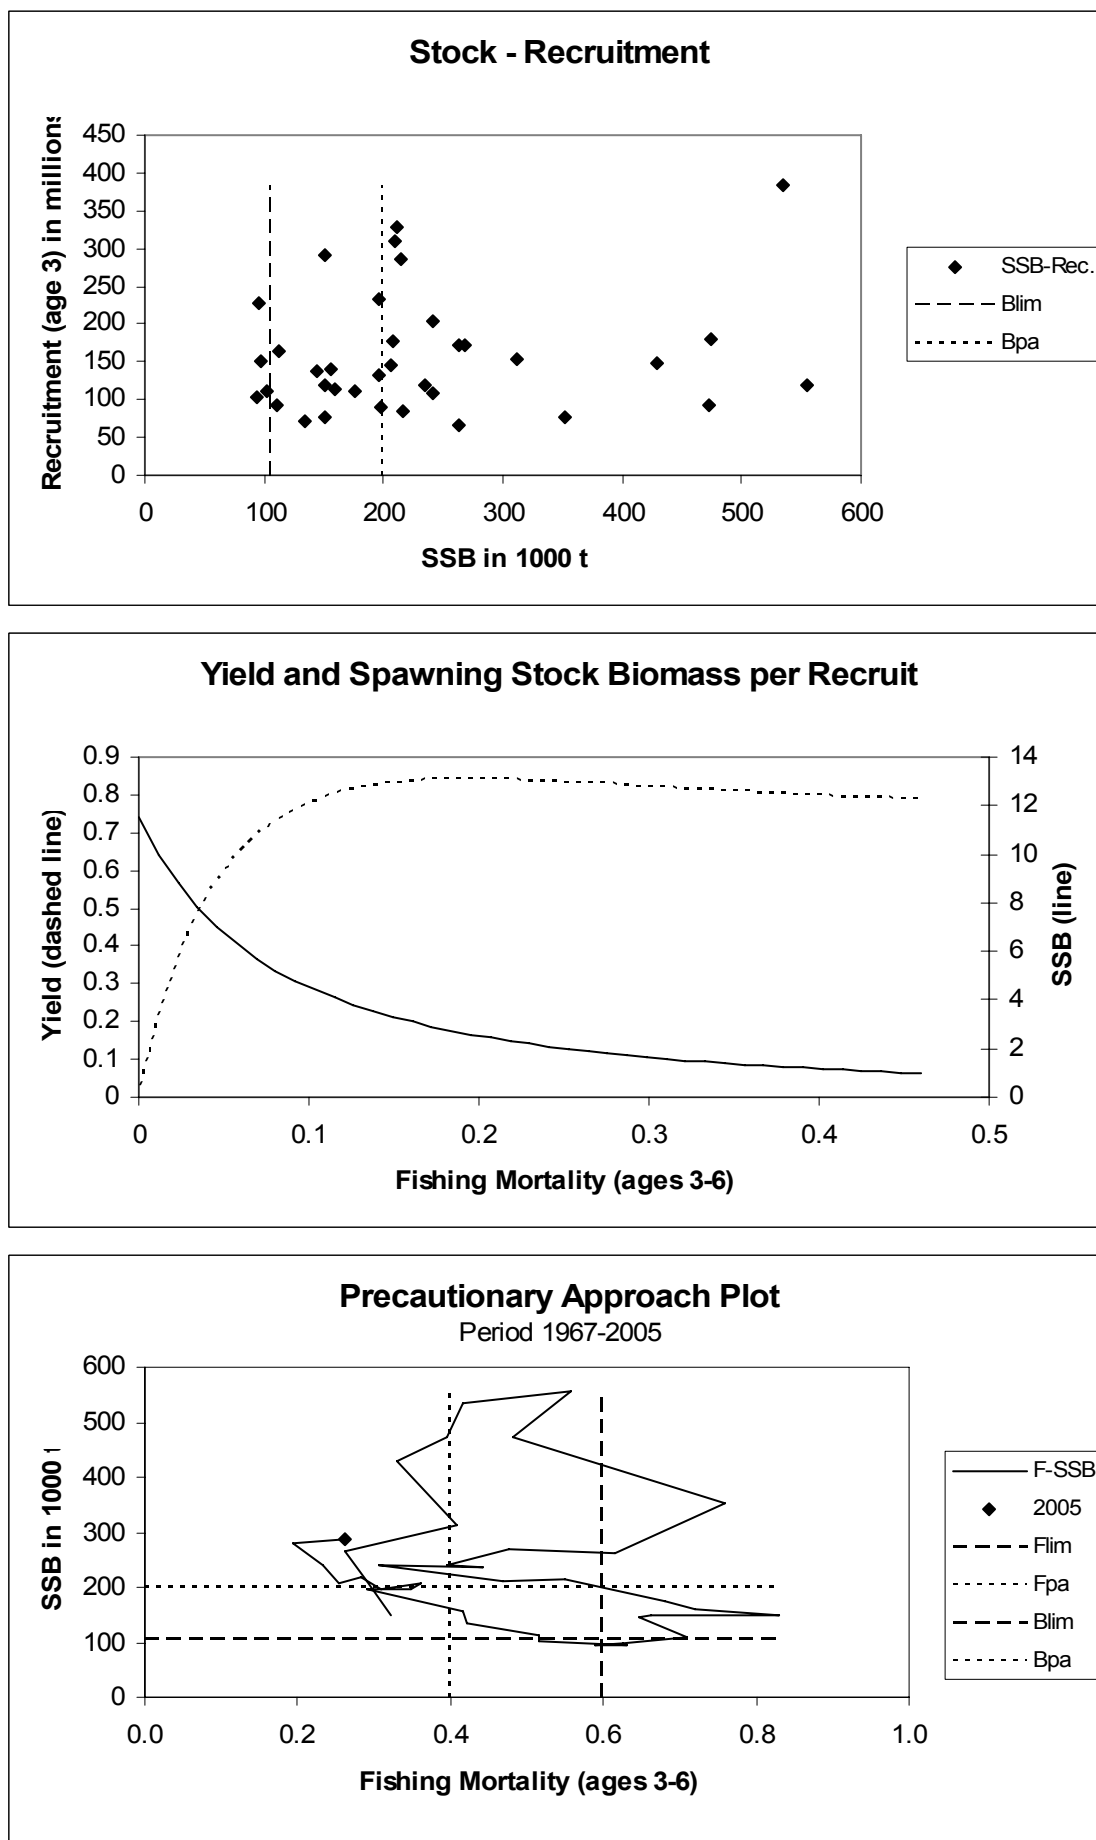 Stock - Recruitment
Recruitment (age 3) in millions
450
400
350
300
250
200
150
100
50
0
0 100 200 300 400 500 600
SSB in 1000 t
SSB-Rec.
Blim
Bpa
Yield and Spawning Stock Biomass per Recruit
Yield (dashed line)
0.9
0.8
0.7
0.6
0.5
0.4
0.3
0.2
0.1
0
14
12
10
8
6
4
2
0
SSB (line)
0 0.1 0.2 0.3 0.4 0.5
Fishing Mortality (ages 3-6)
Precautionary Approach Plot
Period 1967-2005
SSB in 1000 t
600
500
400
300
200
100
0
0.0 0.2 0.4 0.6 0.8 1.0
Fishing Mortality (ages 3-6)
F-SSB
2005
Flim
Fpa
Blim
Bpa